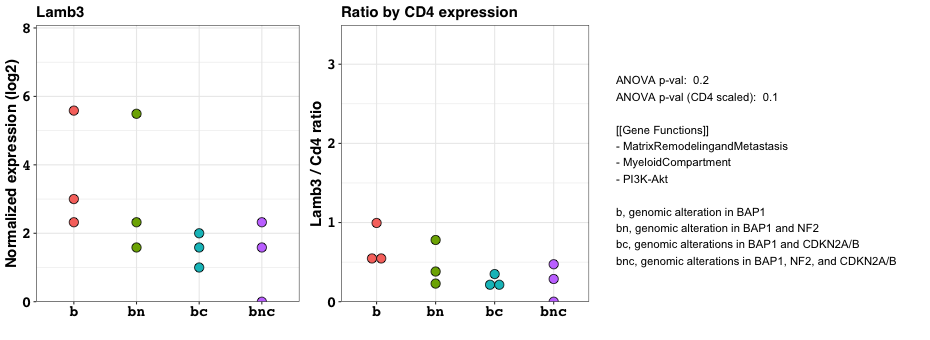 Lamb3
Normalized expression (log2)
8
6
4
2
0
b bn bc bnc
Ratio by CD4 expression
Lamb3 / Cd4 ratio
3
2
1
0
b bn bc bnc
ANOVA p-val:  0.2
ANOVA p-val (CD4 scaled):  0.1
[[Gene Functions]]
- MatrixRemodelingandMetastasis
- MyeloidCompartment
- PI3K-Akt
b, genomic alteration in BAP1
bn, genomic alteration in BAP1 and NF2
bc, genomic alterations in BAP1 and CDKN2A/B
bnc, genomic alterations in BAP1, NF2, and CDKN2A/B